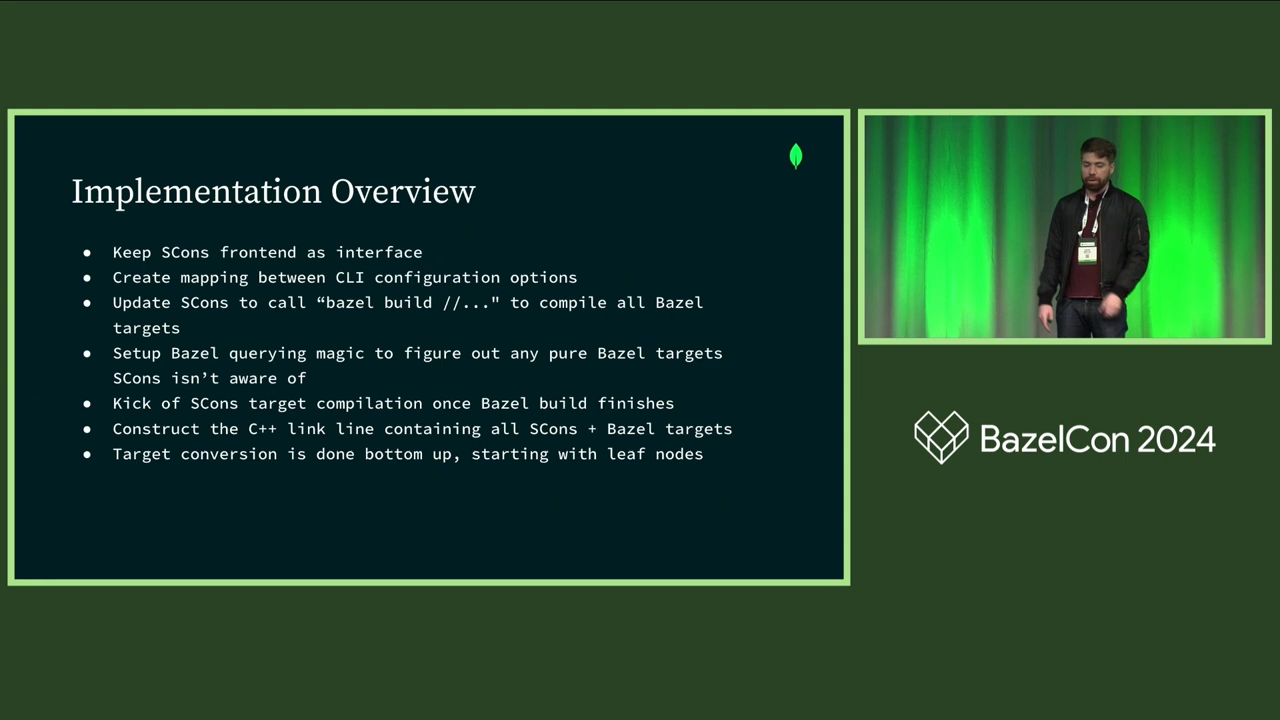 Implementation Overview
● Keep SCons frontend as interface
● Create mapping between CLI configuration options
● Update SCons to call “bazel build //..." to compile all Bazel
targets
● Setup Bazel querying magic to figure out any pure Bazel targets
SCons isn’t aware of
● Kick of SCons target compilation once Bazel build finishes
● Construct the C++ link line containing all SCons + Bazel targets
● Target conversion is done bottom up, starting with leaf nodes
BazelCon 2024